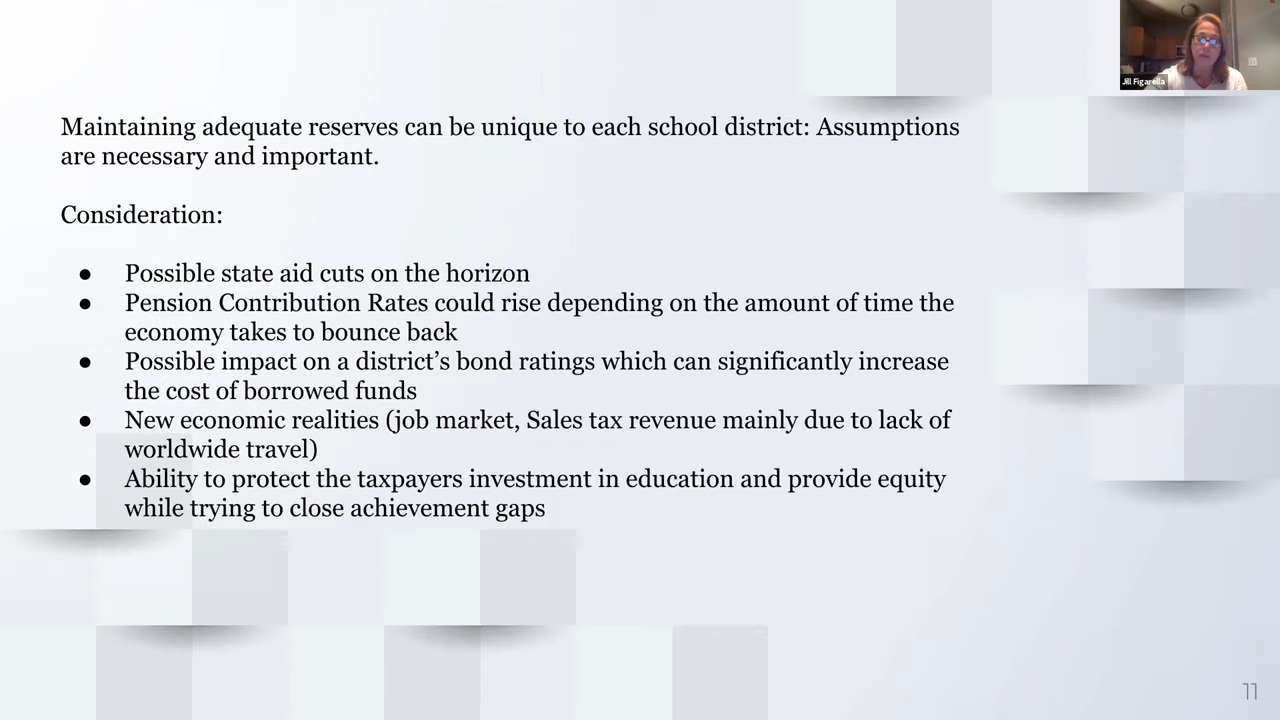 Jill Figarella
Maintaining adequate reserves can be unique to each school district: Assumptions
are necessary and important.
Consideration:
● Possible state aid cuts on the horizon
● Pension Contribution Rates could rise depending on the amount of time the
economy takes to bounce back
● Possible impact on a district’s bond ratings which can significantly increase
the cost of borrowed funds
● New economic realities (job market, Sales tax revenue mainly due to lack of
worldwide travel)
● Ability to protect the taxpayers investment in education and provide equity
while trying to close achievement gaps
11